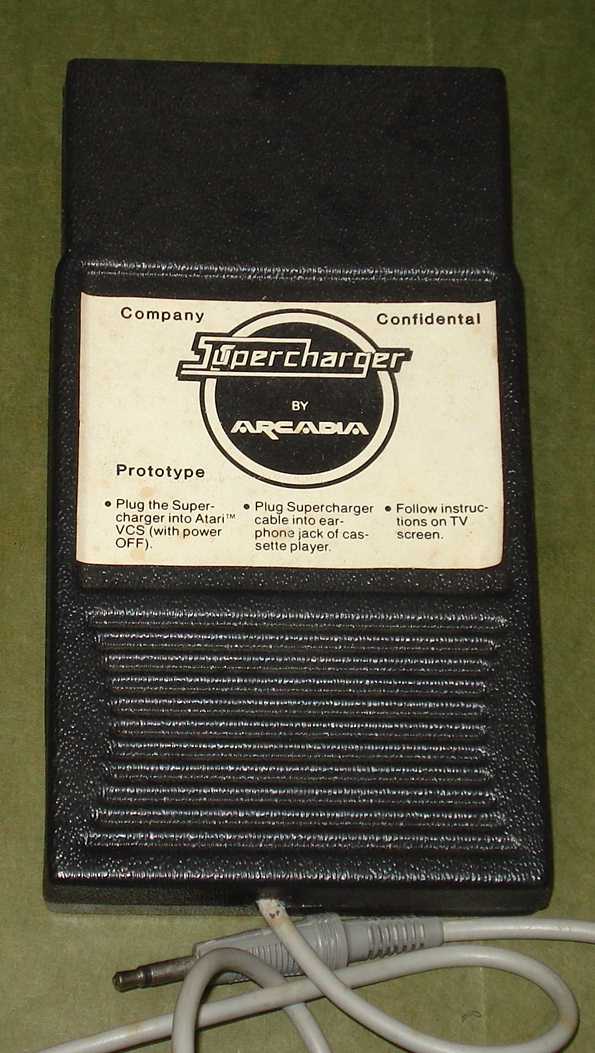 Company
Confidental
Supercharger
BY
ARCADIA
Prototype
• Plug the Super-
charger into Atari™
VCS (with power
OFF).
• Plug Supercharger
cable into ear-
phone jack of cas-
sette player.
• Follow instruc-
tions on TV
screen.